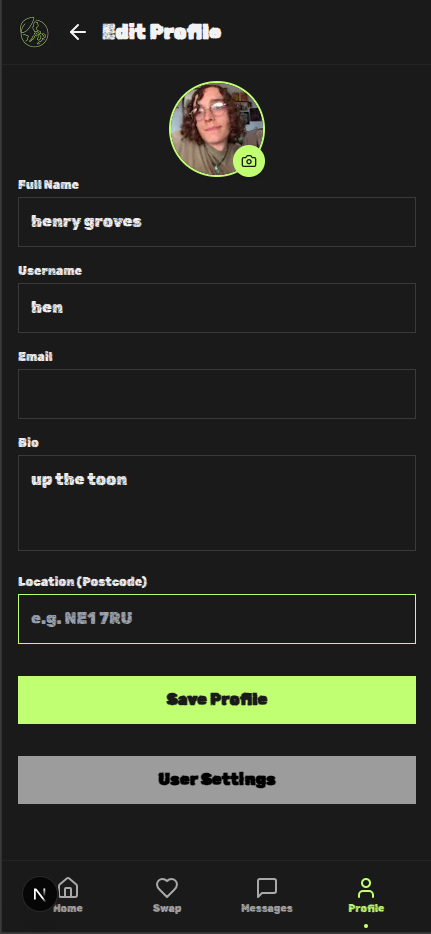 Edit Profile
Full Name
henry groves
Username
hen
Email
Bio
up the toon
Location (Postcode)
e.g. NE1 7RU
Save Profile
User Settings
N
Home
Swap
Messages
Profile